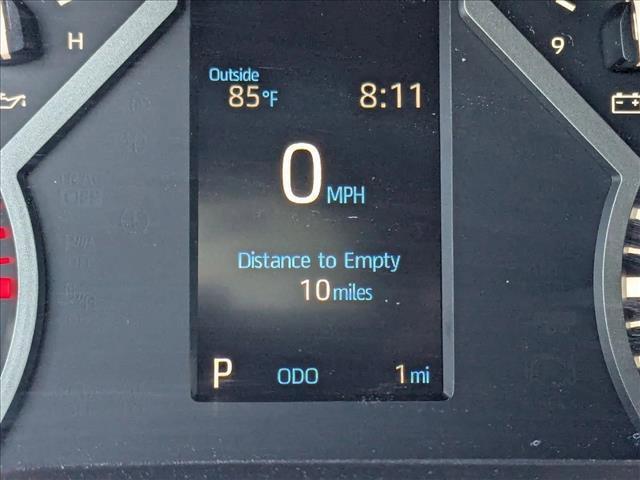 H
9
Outside
85°F 8:11
0 MPH
Distance to Empty
10 miles
P ODO 1 mi